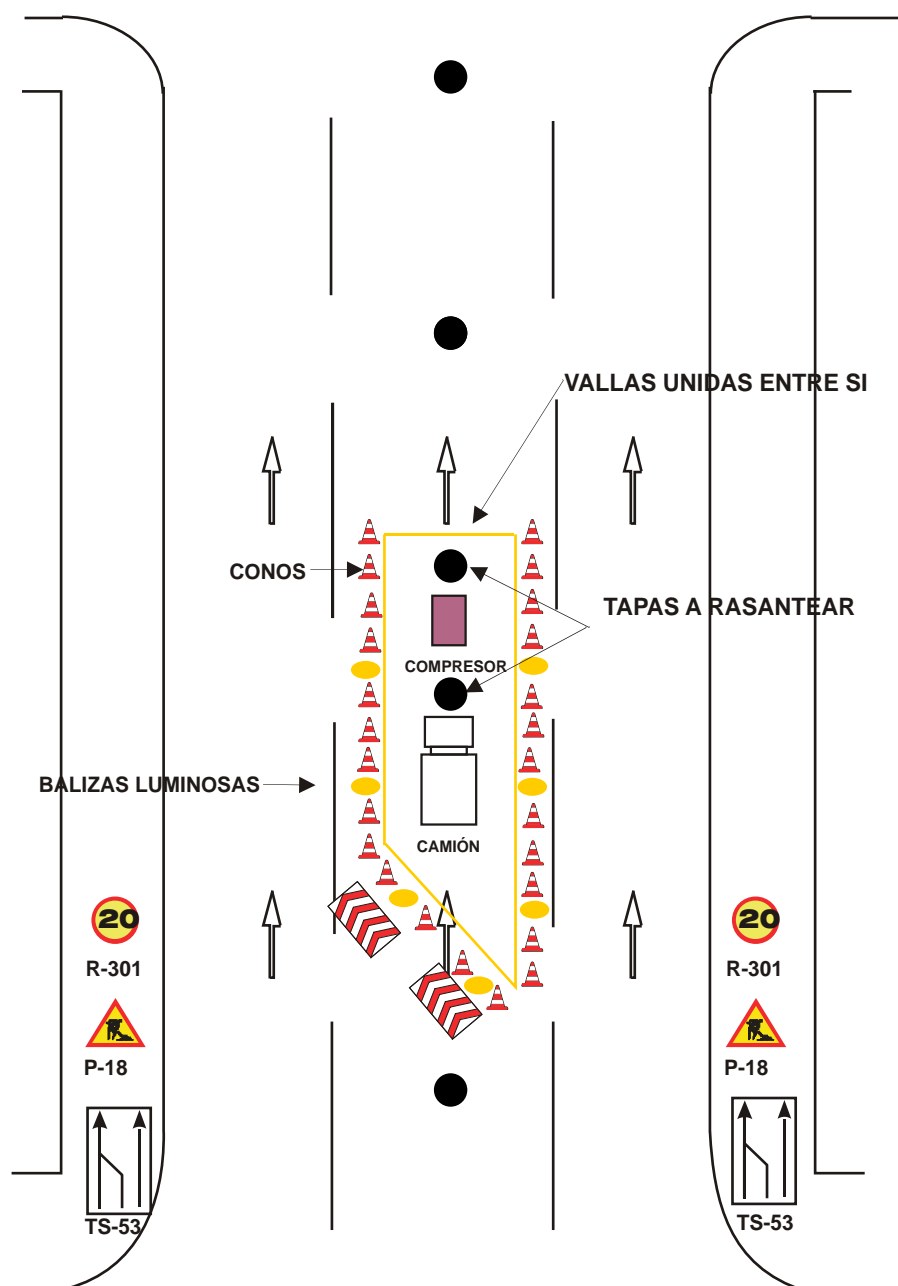 VALLAS UNIDAS ENTRE SI
CONOS
TAPAS A RASANTEAR
COMPRESOR
BALIZAS LUMINOSAS
CAMIÓN
20
R-301
P-18
TS-53
20
R-301
P-18
TS-53